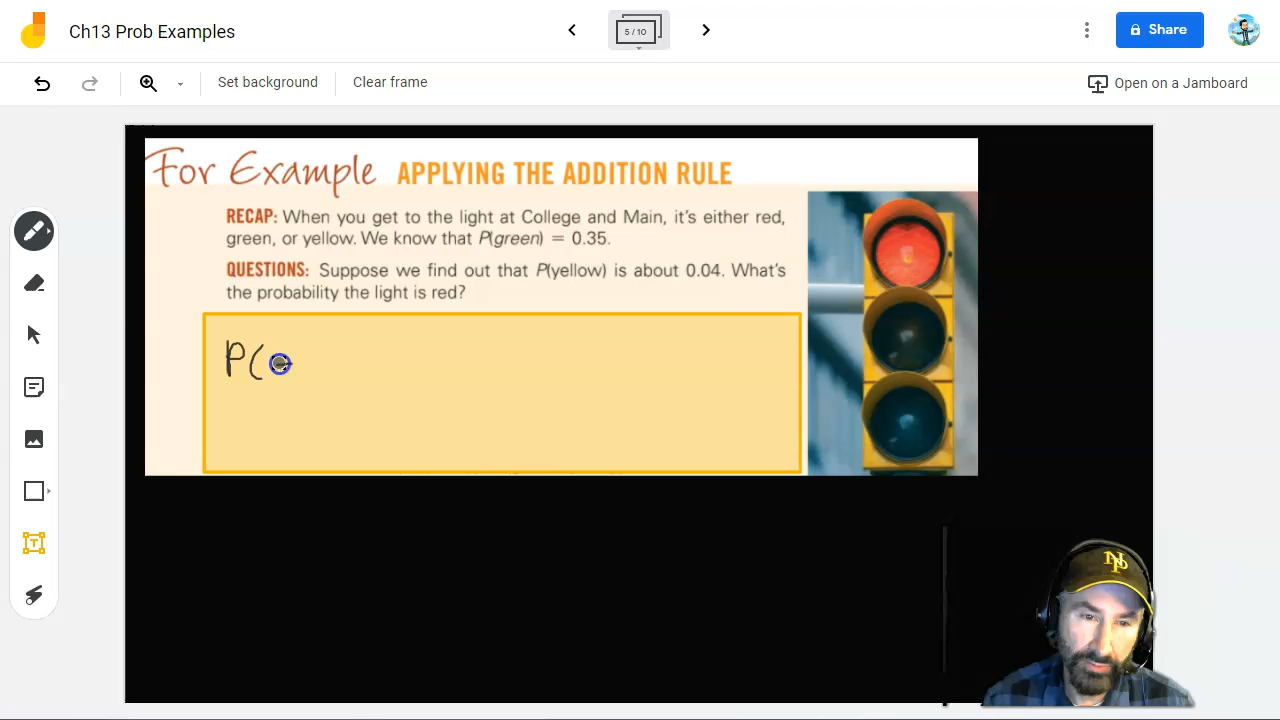 Ch13 Prob Examples
5 / 10
Share
Set background
Clear frame
Open on a Jamboard
For Example APPLYING THE ADDITION RULE
RECAP: When you get to the light at College and Main, it's either red,
green, or yellow. We know that P(green) = 0.35.
QUESTIONS: Suppose we find out that P(yellow) is about 0.04. What's
the probability the light is red?
P(
T
NP